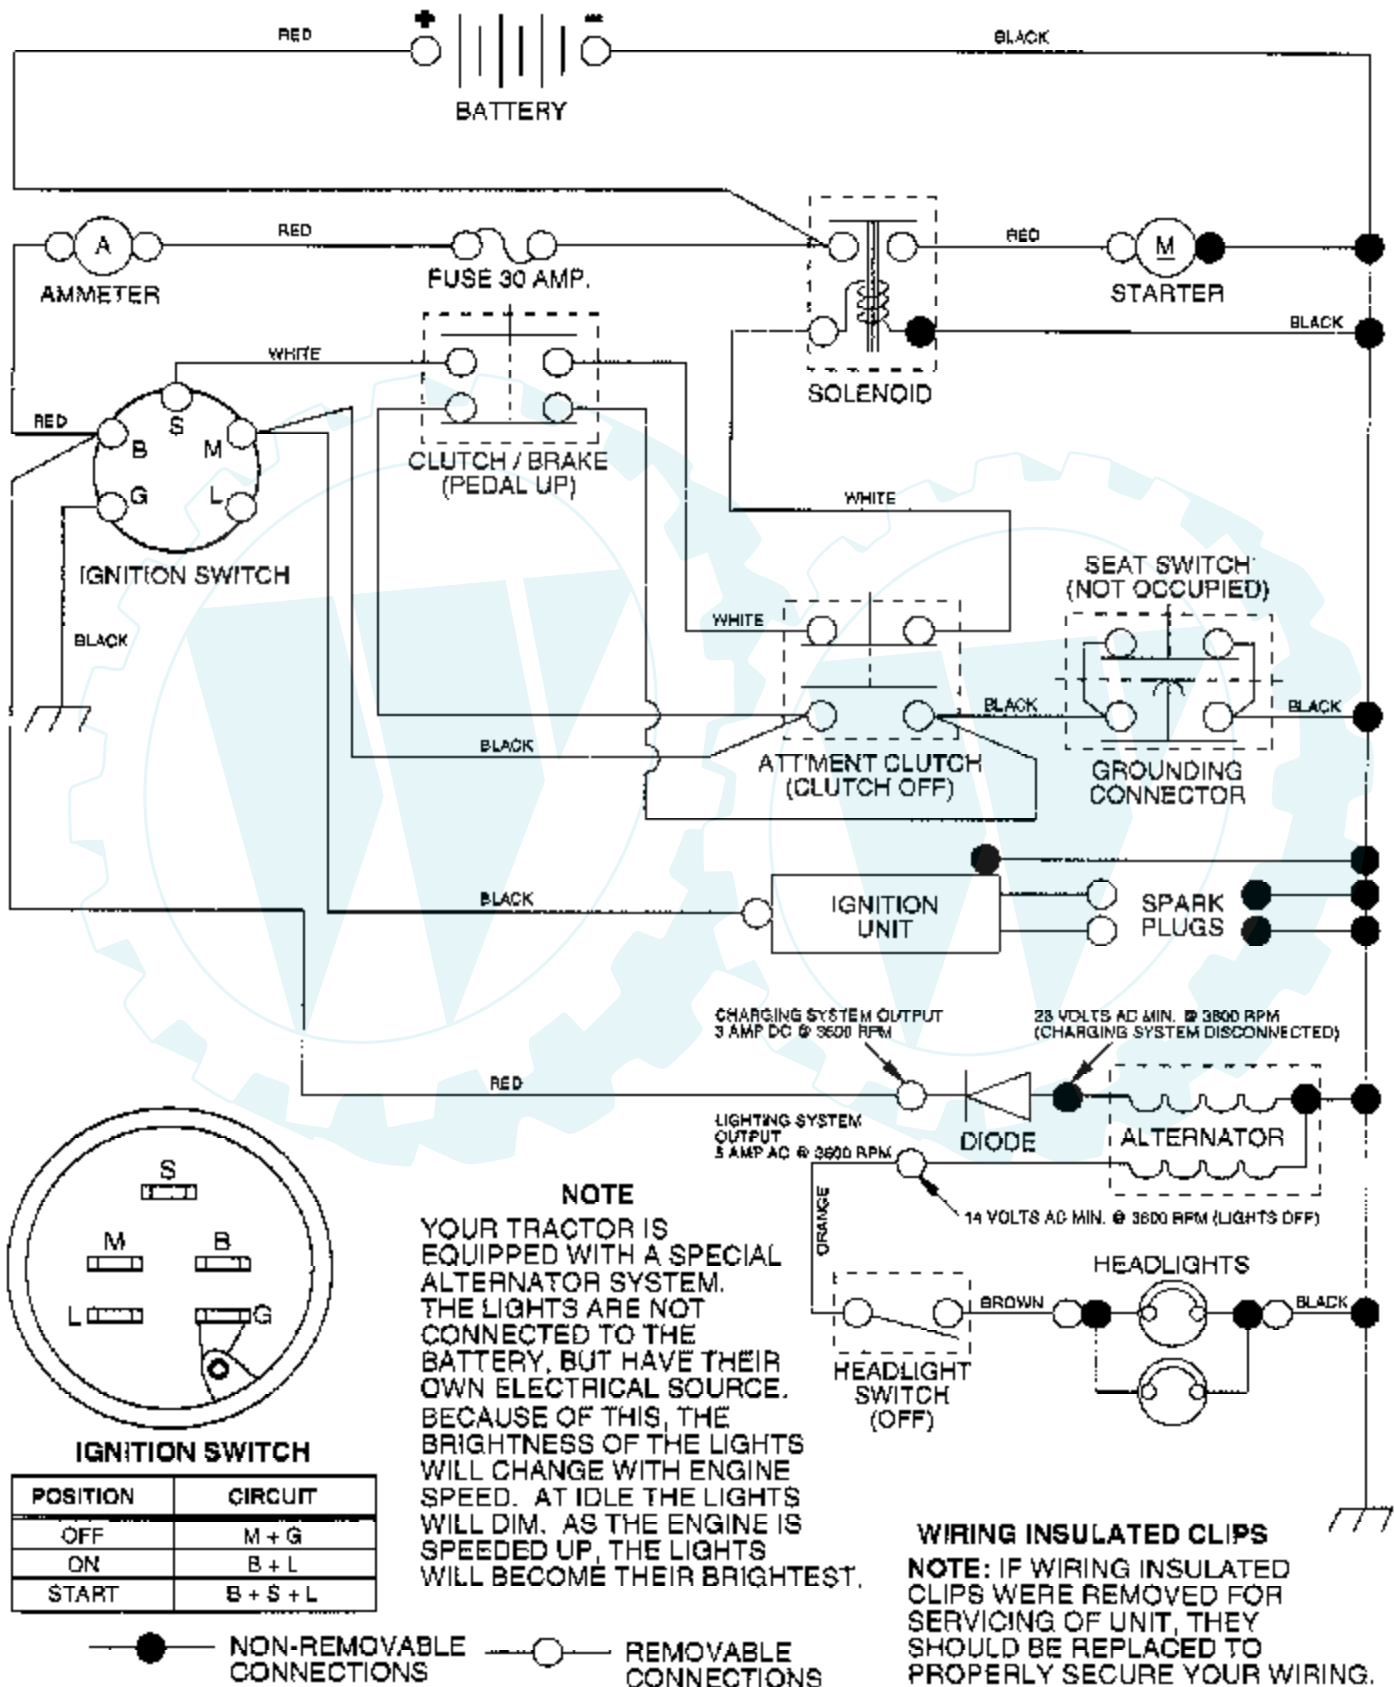 RED
BLACK
BATTERY
A
RED
RED
M
AMMETER
FUSE 30 AMP.
STARTER
BLACK
WHITE
SOLENOID
RED
S
B
M
G
L
CLUTCH / BRAKE
(PEDAL UP)
WHITE
IGNITION SWITCH
SEAT SWITCH
(NOT OCCUPIED)
BLACK
WHITE
BLACK
BLACK
BLACK
ATT'MENT CLUTCH
(CLUTCH OFF)
GROUNDING
CONNECTOR
BLACK
IGNITION
UNIT
SPARK
PLUGS
CHARGING SYSTEM OUTPUT
3 AMP DC @ 3600 RPM
28 VOLTS AC MIN. @ 3600 RPM
(CHARGING SYSTEM DISCONNECTED)
RED
LIGHTING SYSTEM
OUTPUT
5 AMP AC @ 3600 RPM
DIODE
ALTERNATOR
ORANGE
14 VOLTS AC MIN. @ 3600 RPM (LIGHTS OFF)
HEADLIGHTS
BROWN
BLACK
HEADLIGHT
SWITCH
(OFF)
S
M
B
L
G
IGNITION SWITCH
POSITION CIRCUIT
OFF M + G
ON B + L
START B + S + L
NOTE
YOUR TRACTOR IS
EQUIPPED WITH A SPECIAL
ALTERNATOR SYSTEM.
THE LIGHTS ARE NOT
CONNECTED TO THE
BATTERY, BUT HAVE THEIR
OWN ELECTRICAL SOURCE.
BECAUSE OF THIS, THE
BRIGHTNESS OF THE LIGHTS
WILL CHANGE WITH ENGINE
SPEED. AT IDLE THE LIGHTS
WILL DIM. AS THE ENGINE IS
SPEEDED UP, THE LIGHTS
WILL BECOME THEIR BRIGHTEST.
WIRING INSULATED CLIPS
NOTE: IF WIRING INSULATED
CLIPS WERE REMOVED FOR
SERVICING OF UNIT, THEY
SHOULD BE REPLACED TO
PROPERLY SECURE YOUR WIRING.
NON-REMOVABLE
CONNECTIONS
REMOVABLE
CONNECTIONS